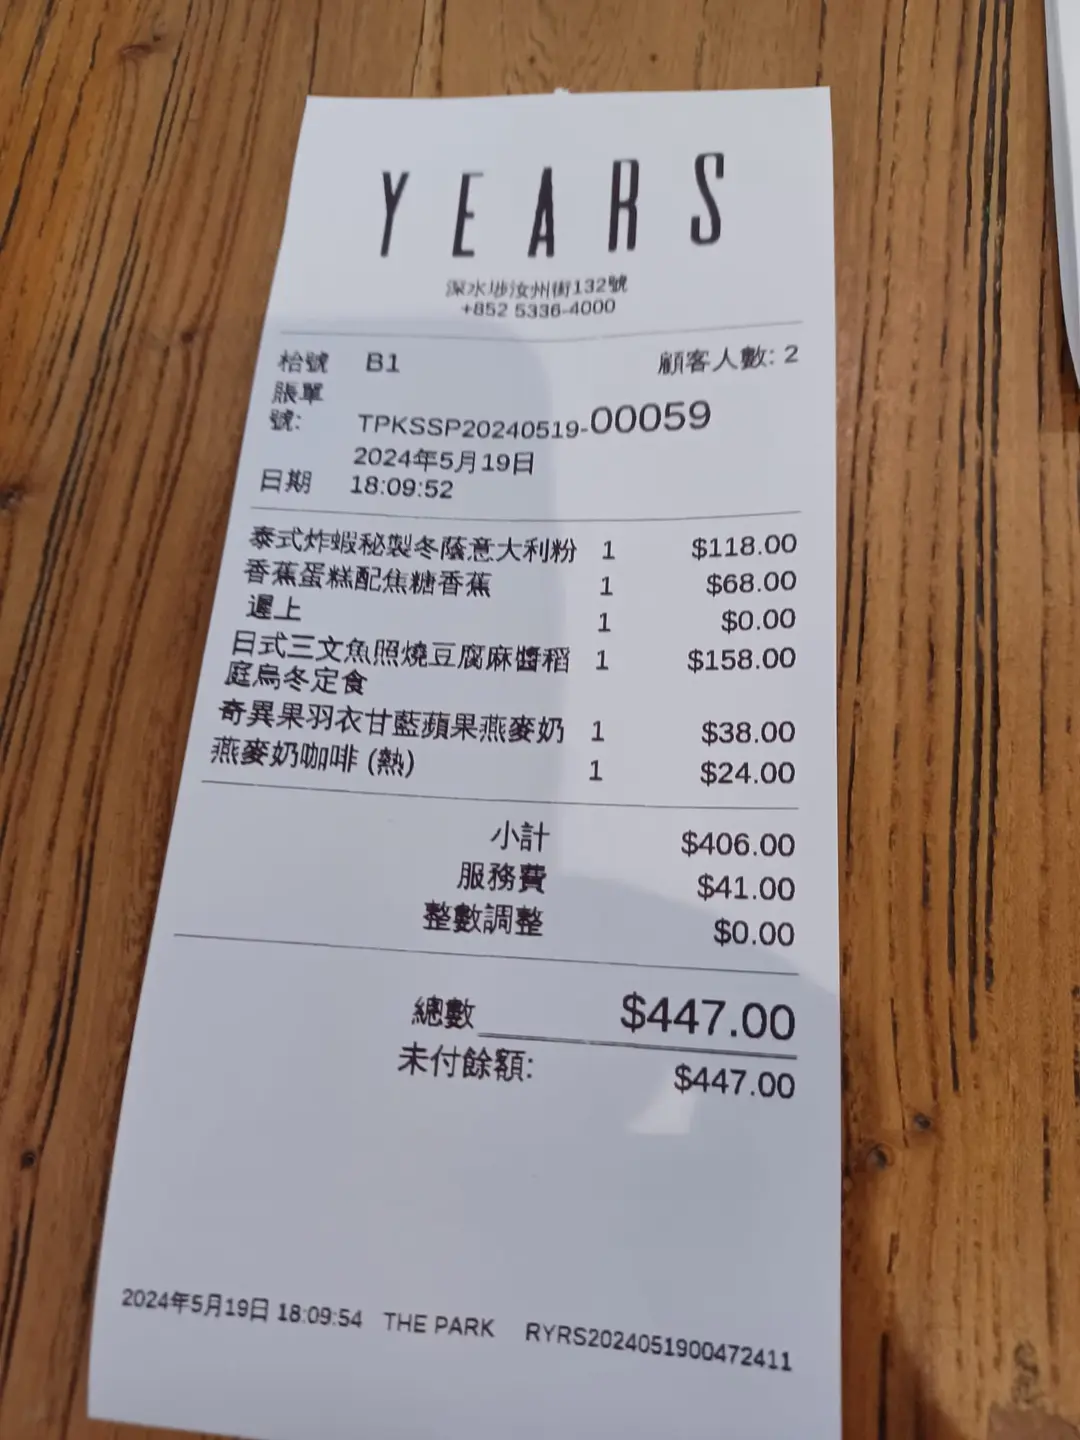 YEARS
深水埗汝州街132號
+852 5336-4000
枱號 B1 顧客人數: 2
賬單
號: TPKSSP20240519-00059
2024年5月19日
日期 18:09:52
泰式炸蝦秘製冬蔭意大利粉 1 $118.00
香蕉蛋糕配焦糖香蕉 1 $68.00
遲上 1 $0.00
日式三文魚照燒豆腐麻醬稻 1 $158.00
庭烏冬定食
奇異果羽衣甘藍蘋果燕麥奶 1 $38.00
燕麥奶咖啡 (熱) 1 $24.00
小計 $406.00
服務費 $41.00
整數調整 $0.00
總數 $447.00
未付餘額: $447.00
2024年5月19日 18:09:54 THE PARK RYRS2024051900472411